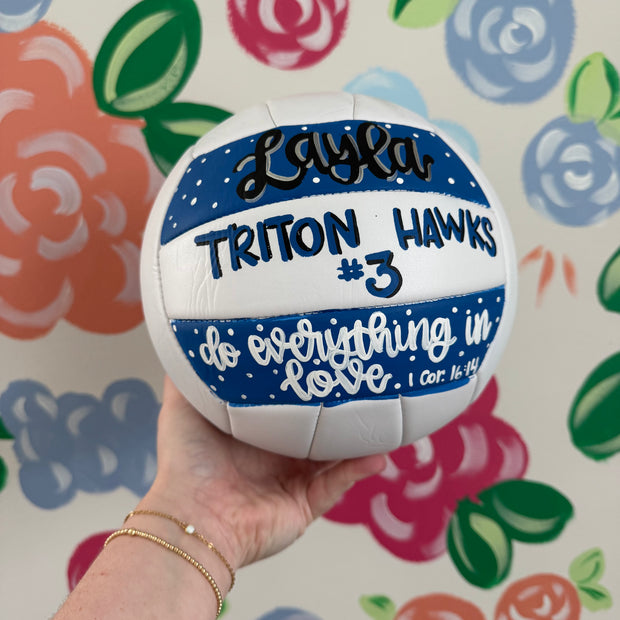 Layla
TRITON HAWKS
#3
do everything in
love. 1 Cor. 16:14